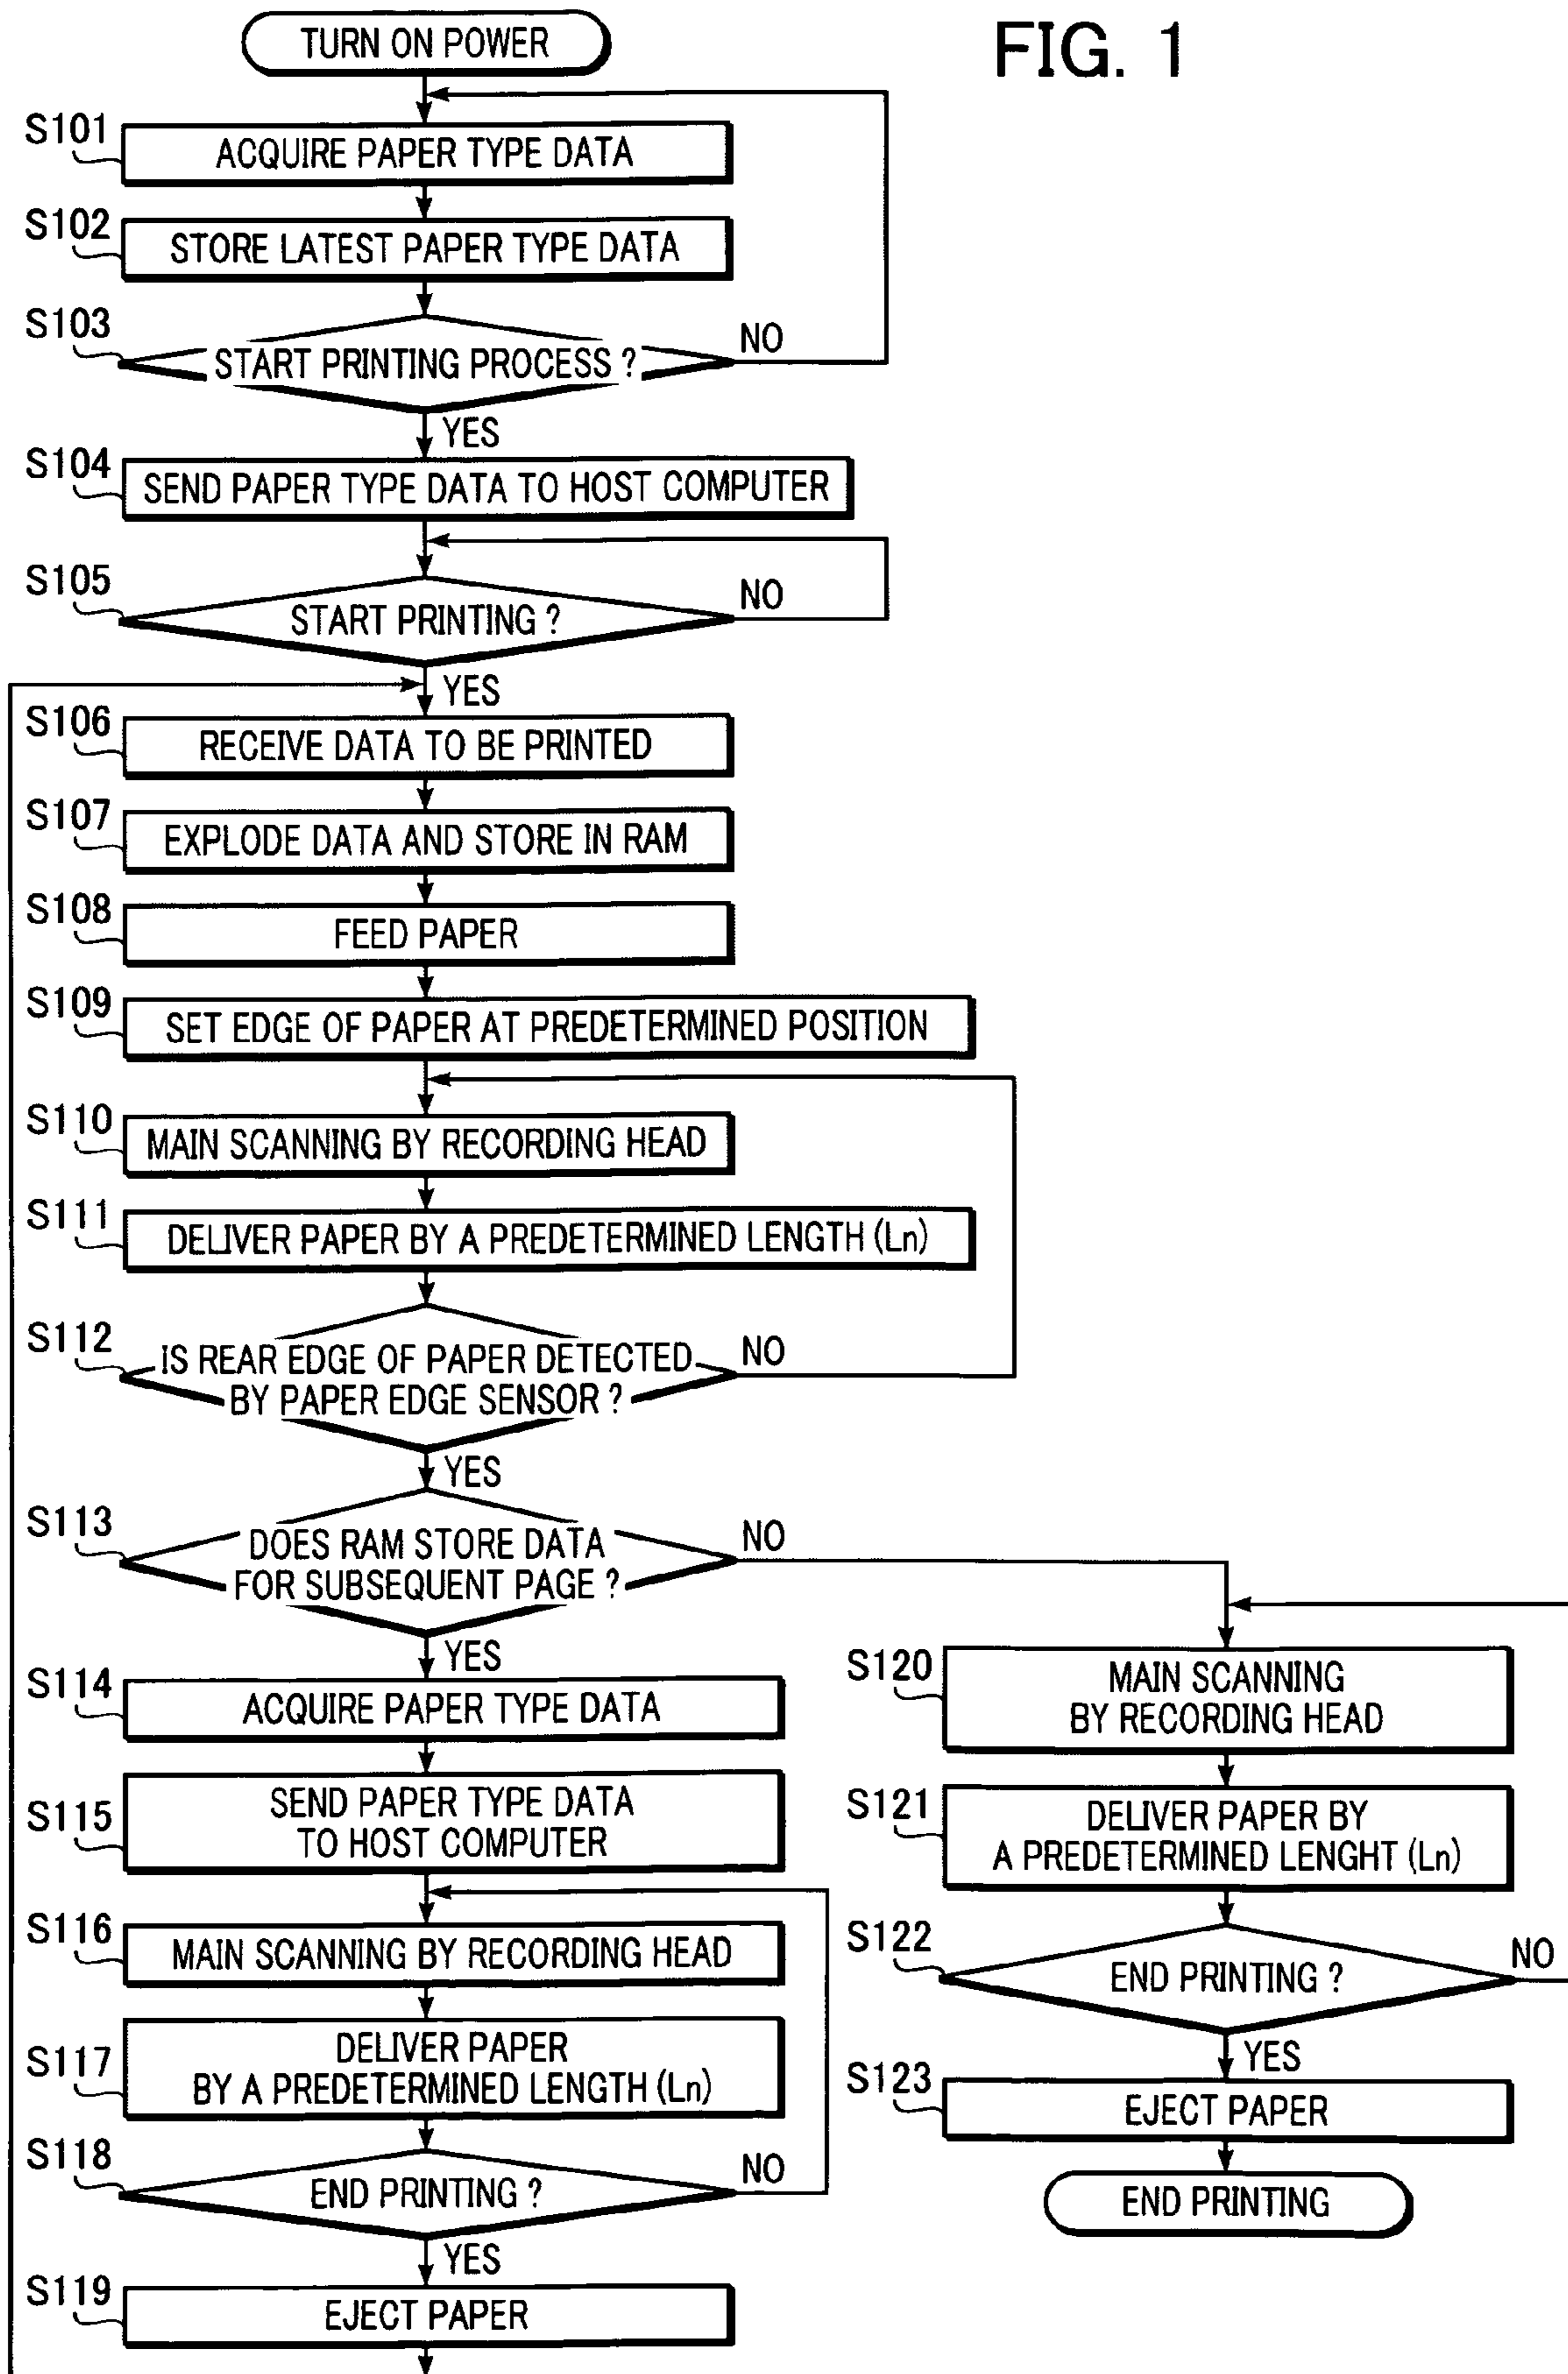 FIG. 1
TURN ON POWER
S101
ACQUIRE PAPER TYPE DATA
S102
STORE LATEST PAPER TYPE DATA
S103
START PRINTING PROCESS ?
NO
YES
S104
SEND PAPER TYPE DATA TO HOST COMPUTER
S105
START PRINTING ?
NO
YES
S106
RECEIVE DATA TO BE PRINTED
S107
EXPLODE DATA AND STORE IN RAM
S108
FEED PAPER
S109
SET EDGE OF PAPER AT PREDETERMINED POSITION
S110
MAIN SCANNING BY RECORDING HEAD
S111
DELIVER PAPER BY A PREDETERMINED LENGTH (Ln)
S112
IS REAR EDGE OF PAPER DETECTED
BY PAPER EDGE SENSOR ?
NO
YES
S113
DOES RAM STORE DATA
FOR SUBSEQUENT PAGE ?
NO
YES
S114
ACQUIRE PAPER TYPE DATA
S115
SEND PAPER TYPE DATA
TO HOST COMPUTER
S116
MAIN SCANNING BY RECORDING HEAD
S117
DELIVER PAPER
BY A PREDETERMINED LENGTH (Ln)
S118
END PRINTING ?
NO
YES
S119
EJECT PAPER
S120
MAIN SCANNING
BY RECORDING HEAD
S121
DELIVER PAPER BY
A PREDETERMINED LENGHT (Ln)
S122
END PRINTING ?
NO
YES
S123
EJECT PAPER
END PRINTING